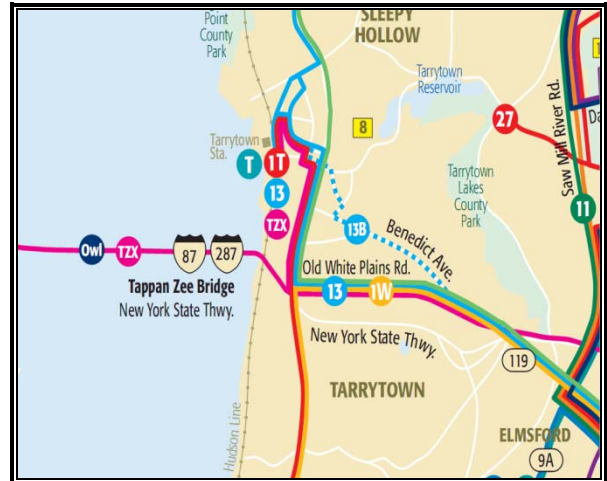 Point
County
Park
SLEEPY
HOLLOW
Tarrytown
Reservoir
Saw Mill River Rd.
Tarrytown
Sta.
8
27
T
1T
13
TZX
Tarrytown
Lakes
County
Park
11
13B
Benedict Ave.
Owl
TZX
87
287
Old White Plains Rd.
13
1W
Tappan Zee Bridge
New York State Thwy.
New York State Thwy.
119
TARRYTOWN
Hudson Line
ELMSFORD
9A